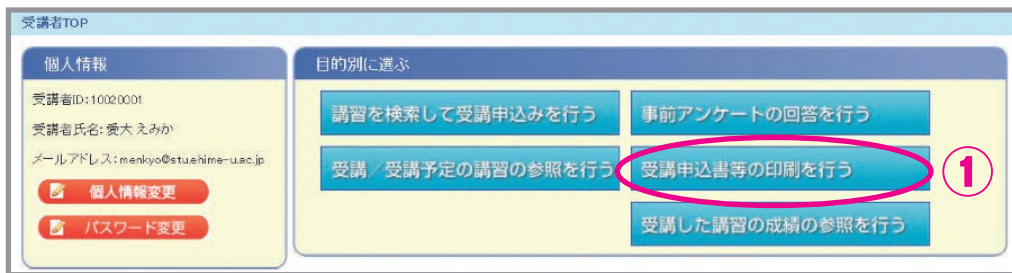 受講者TOP
個人情報
受講者ID:10020001
受講者氏名:愛大 えみか
メールアドレス:menkyo@stu.ehime-u.ac.jp
個人情報変更
パスワード変更
目的別に選ぶ
講習を検索して受講申込みを行う
事前アンケートの回答を行う
受講/受講予定の講習の参照を行う
受講申込書等の印刷を行う
①
受講した講習の成績の参照を行う